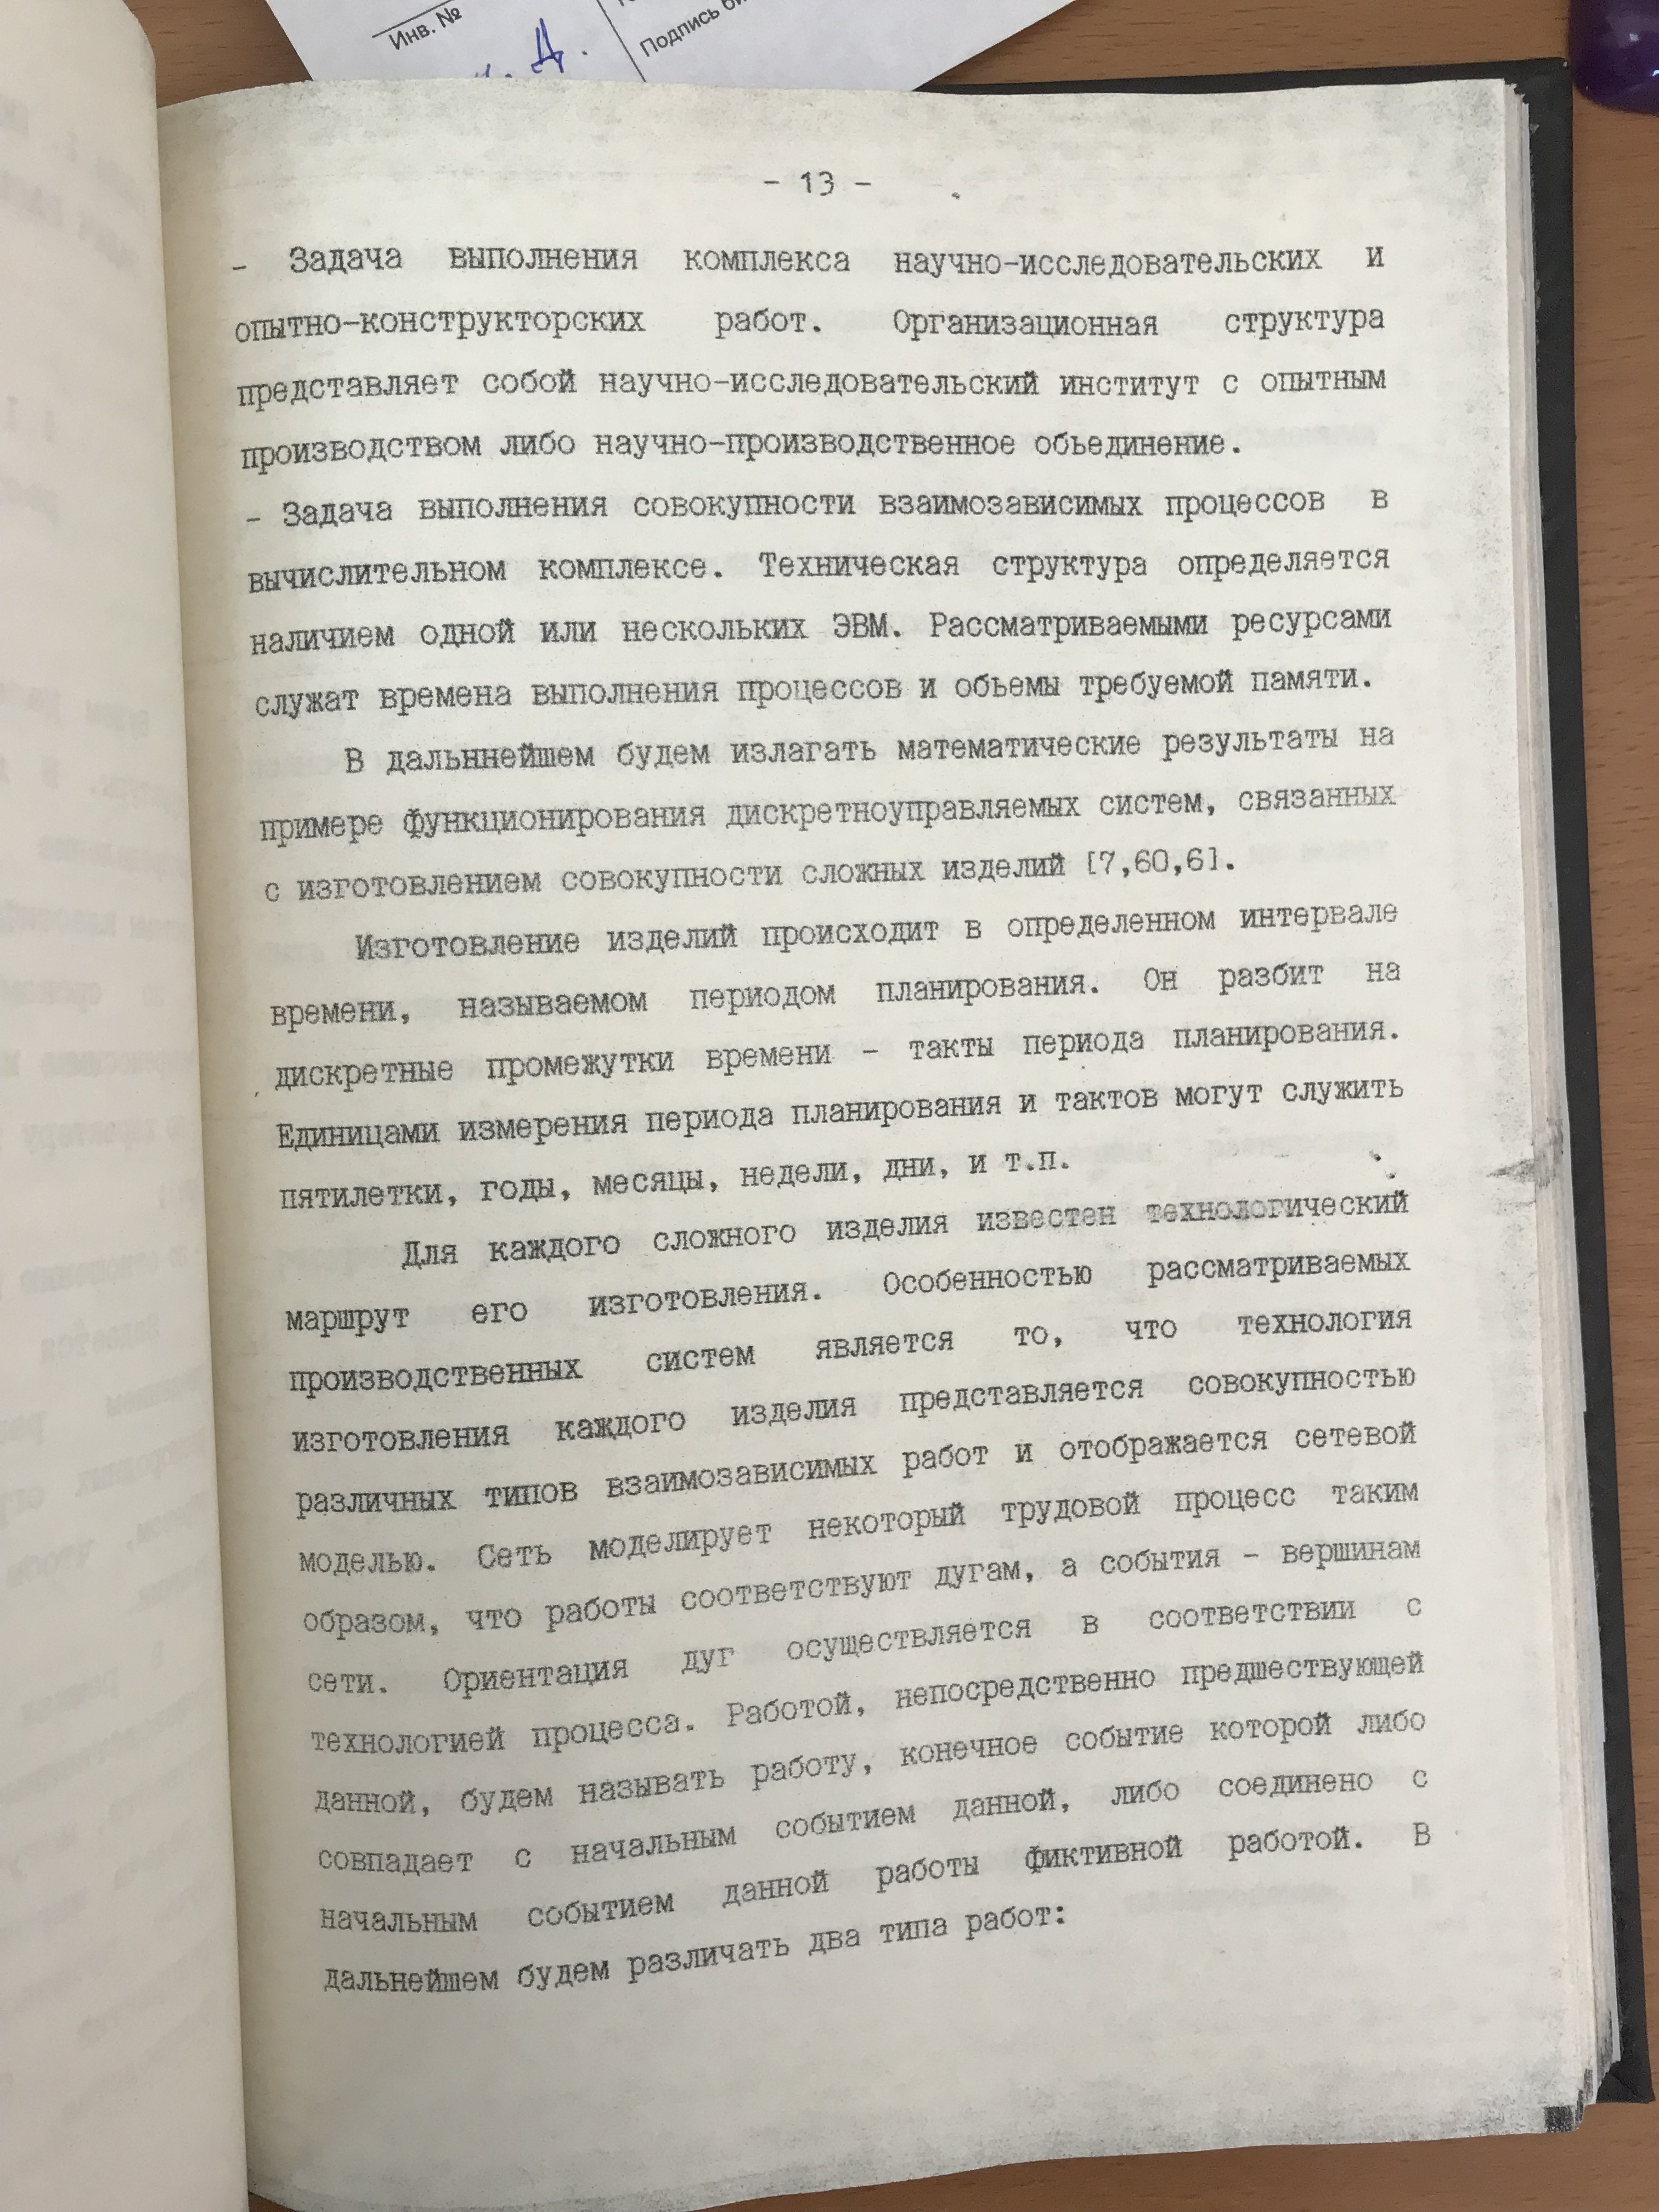 Инв. №
Подпись
- 13 -
- Задача выполнения комплекса научно-исследовательских и
опытно-конструкторских работ. Организационная структура
представляет собой научно-исследовательский институт с опытным
производством либо научно-производственное обьединение.
- Задача выполнения совокупности взаимозависимых процессов в
вычислительном комплексе. Техническая структура определяется
наличием одной или нескольких ЭВМ. Рассматриваемыми ресурсами
служат времена выполнения процессов и обьемы требуемой памяти.
В дальннейшем будем излагать математические результаты на
примере функционирования дискретноуправляемых систем, связанных
с изготовлением совокупности сложных изделий [7,60,6].
Изготовление изделий происходит в определенном интервале
времени, называемом периодом планирования. Он разбит на
дискретные промежутки времени - такты периода планирования.
Единицами измерения периода планирования и тактов могут служить
пятилетки, годы, месяцы, недели, дни, и т.п.
Для каждого сложного изделия известен технологический
маршрут его изготовления. Особенностью рассматриваемых
производственных систем является то, что технология
изготовления каждого изделия представляется совокупностью
различных типов взаимозависимых работ и отображается сетевой
моделью. Сеть моделирует некоторый трудовой процесс таким
образом, что работы соответствуют дугам, а события - вершинам
сети. Ориентация дуг осуществляется в соответствии с
технологией процесса. Работой, непосредственно предшествующей
данной, будем называть работу, конечное событие которой либо
совпадает с начальным событием данной, либо соединено с
начальным событием данной работы фиктивной работой. В
дальнейшем будем различать два типа работ: